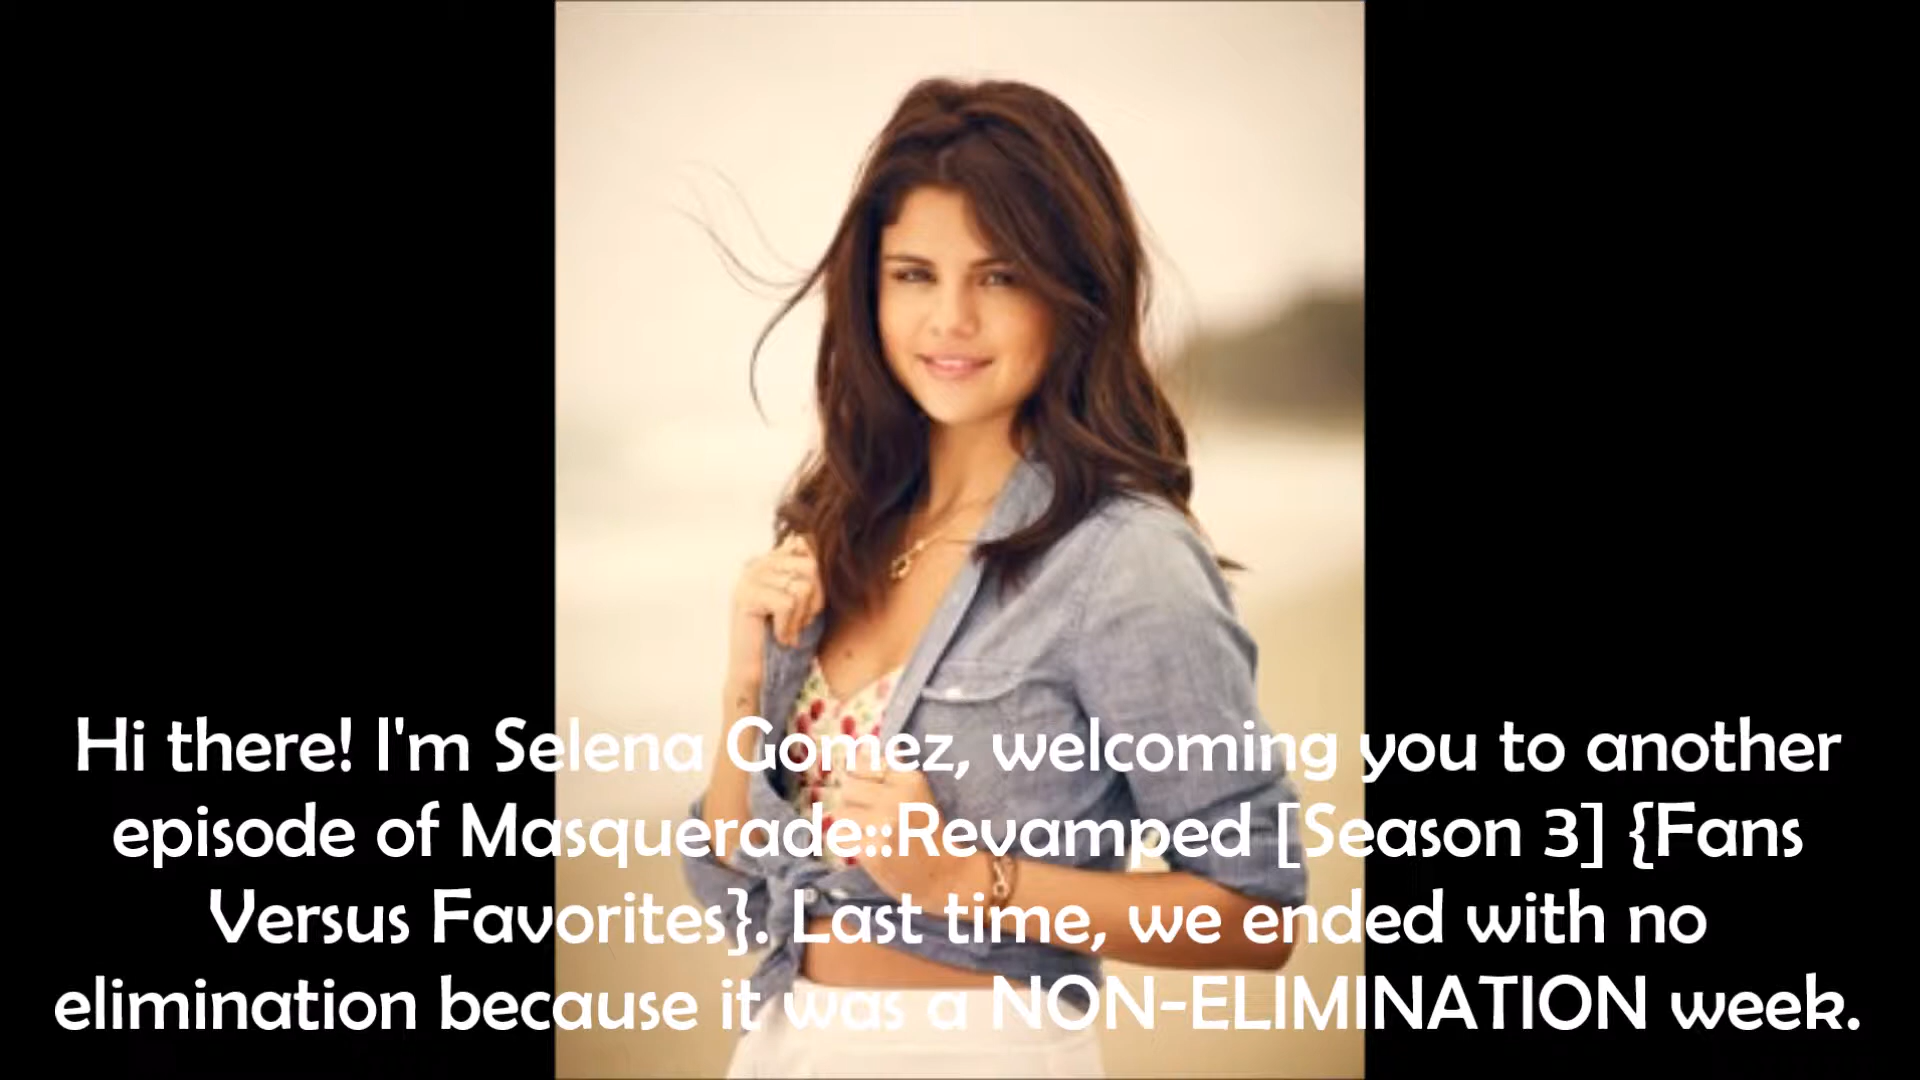 Hi there! I'm Selena Gomez, welcoming you to another
episode of Masquerade::Revamped [Season 3] {Fans
Versus Favorites}. Last time, we ended with no
elimination because it was a NON-ELIMINATION week.